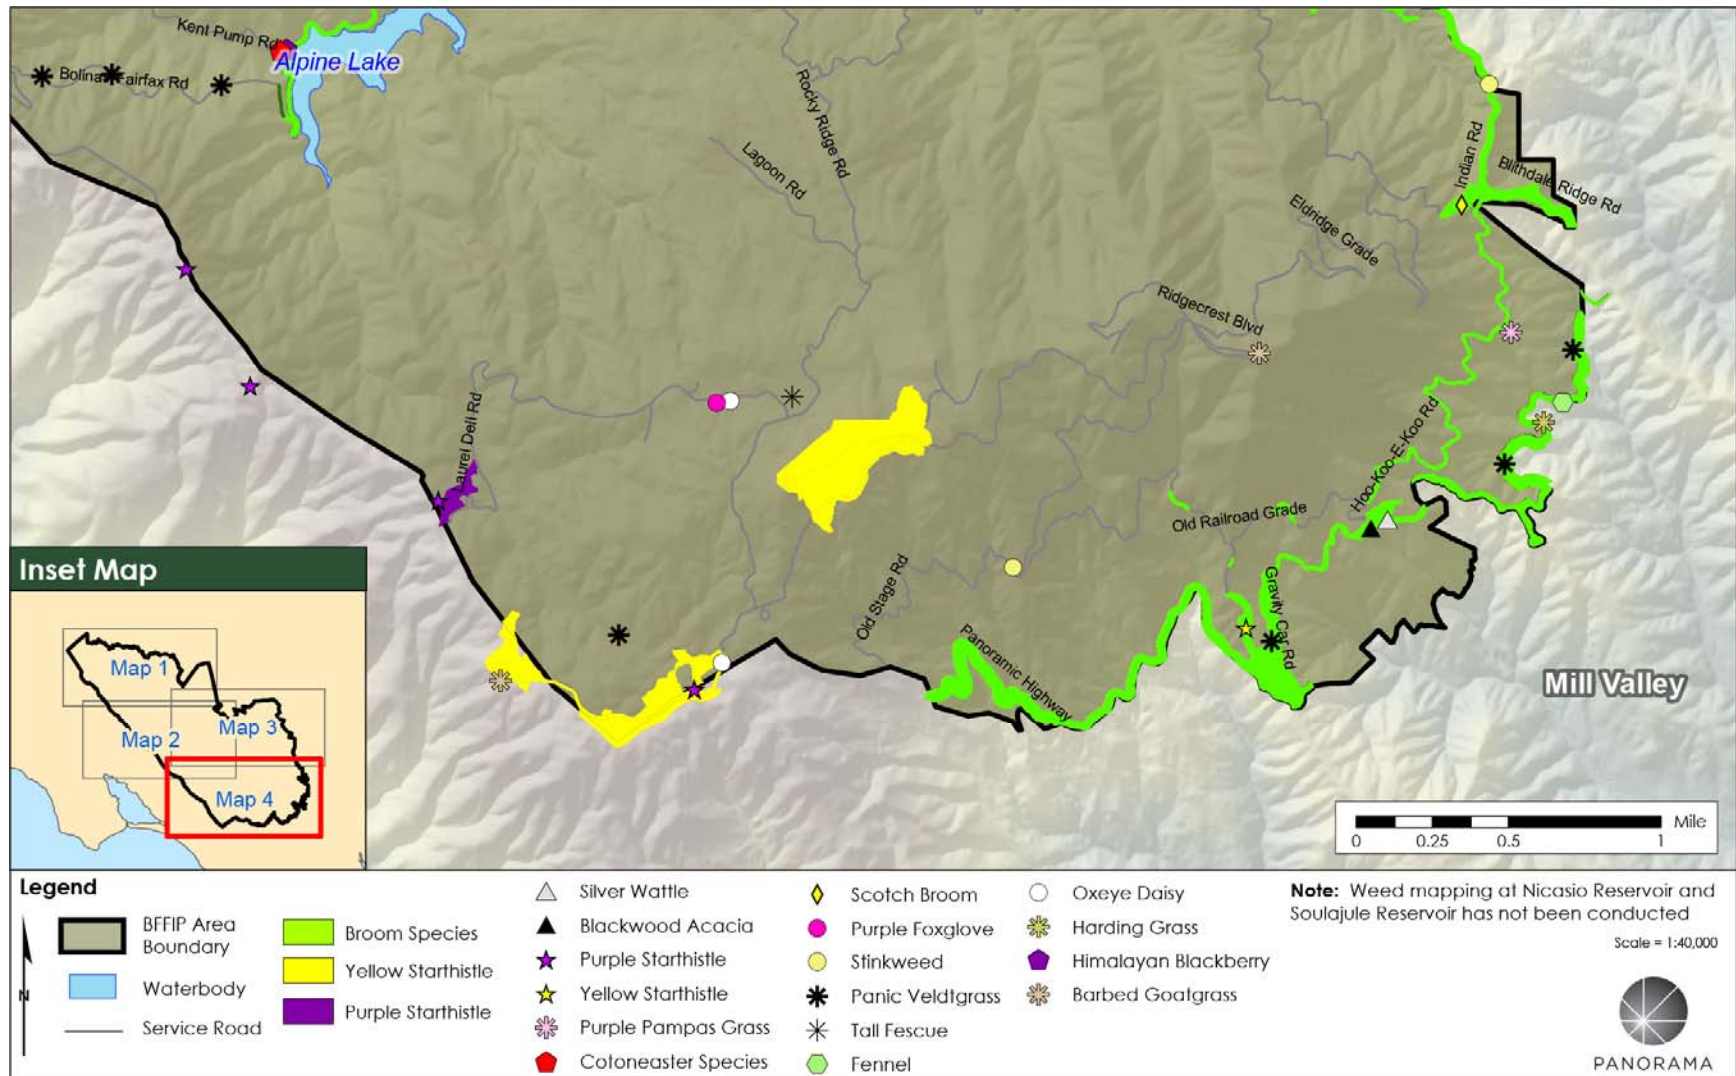 Kent Pump Rd
Alpine Lake
Rocky Ridge Rd
Lagoon Rd
Indian Rd
Blithdale Ridge Rd
Eldridge Grade
Ridgecrest Blvd
Hoo-Koo-E-Koo Rd
Old Railroad Grade
Old Stage Rd
Gravity Car Rd
Panoramic Highway
Mill Valley
Inset Map
Map 1
Map 3
Map 2
Map 4
Mile
0 0.25 0.5 1
Legend
BFFIP Area
Boundary
Waterbody
Service Road
N
Broom Species
Yellow Starthistle
Purple Starthistle
Silver Wattle
Blackwood Acacia
Purple Starthistle
Yellow Starthistle
Purple Pampas Grass
Cotoneaster Species
Scotch Broom
Purple Foxglove
Stinkweed
Panic Veldtgrass
Tall Fescue
Fennel
Oxeye Daisy
Harding Grass
Himalayan Blackberry
Barbed Goatgrass
Note: Weed mapping at Nicasio Reservoir and
Soulajule Reservoir has not been conducted
Scale = 1:40,000
PANORAMA